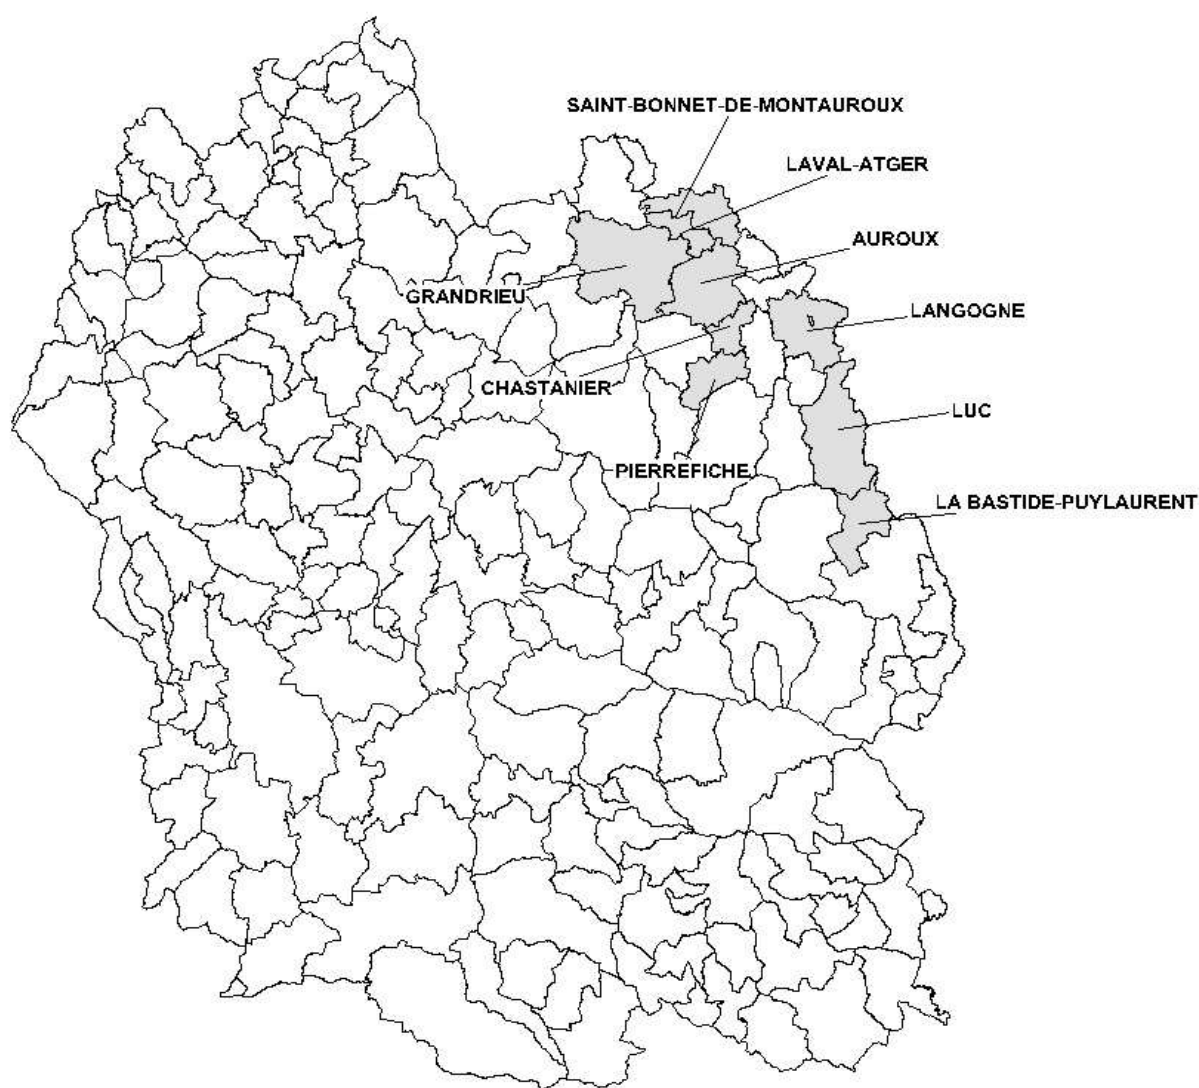 SAINT-BONNET-DE-MONTAUROUX
LAVAL-ATGER
AUROUX
GRANDRIEU
LANGOGNE
CHASTANIER
LUC
PIERREFICHE
LA BASTIDE-PUYLAURENT